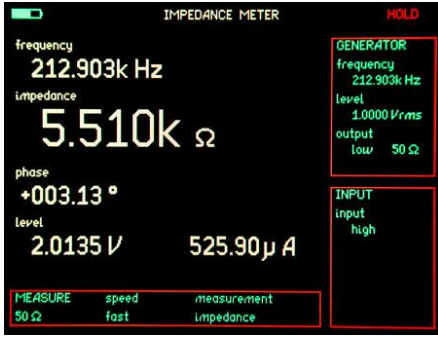 IMPEDANCE METER
HOLD
frequency
212.903k Hz
impedance
5.510k Ω
phase
+003.13 °
level
2.0135 V 525.90μ A
GENERATOR
frequency
212.903k Hz
level
1.0000 Vrms
output
low 50 Ω
INPUT
input
high
MEASURE speed measurement
50 Ω fast impedance